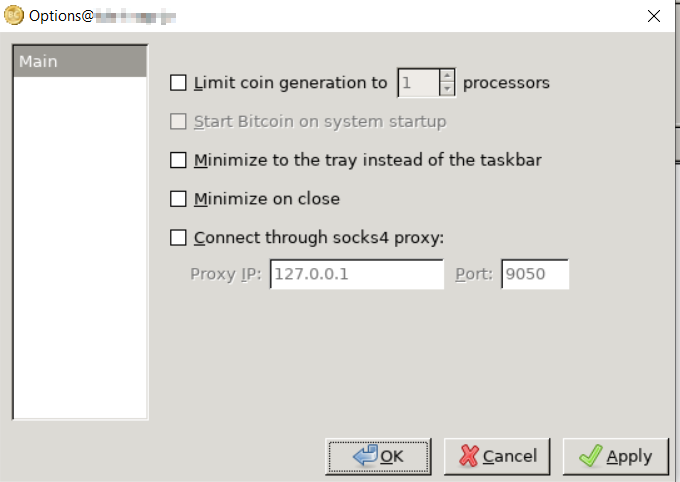 Options@
Main
Limit coin generation to 1 processors
Start Bitcoin on system startup
Minimize to the tray instead of the taskbar
Minimize on close
Connect through socks4 proxy:
Proxy IP: 127.0.0.1 Port: 9050
OK Cancel Apply